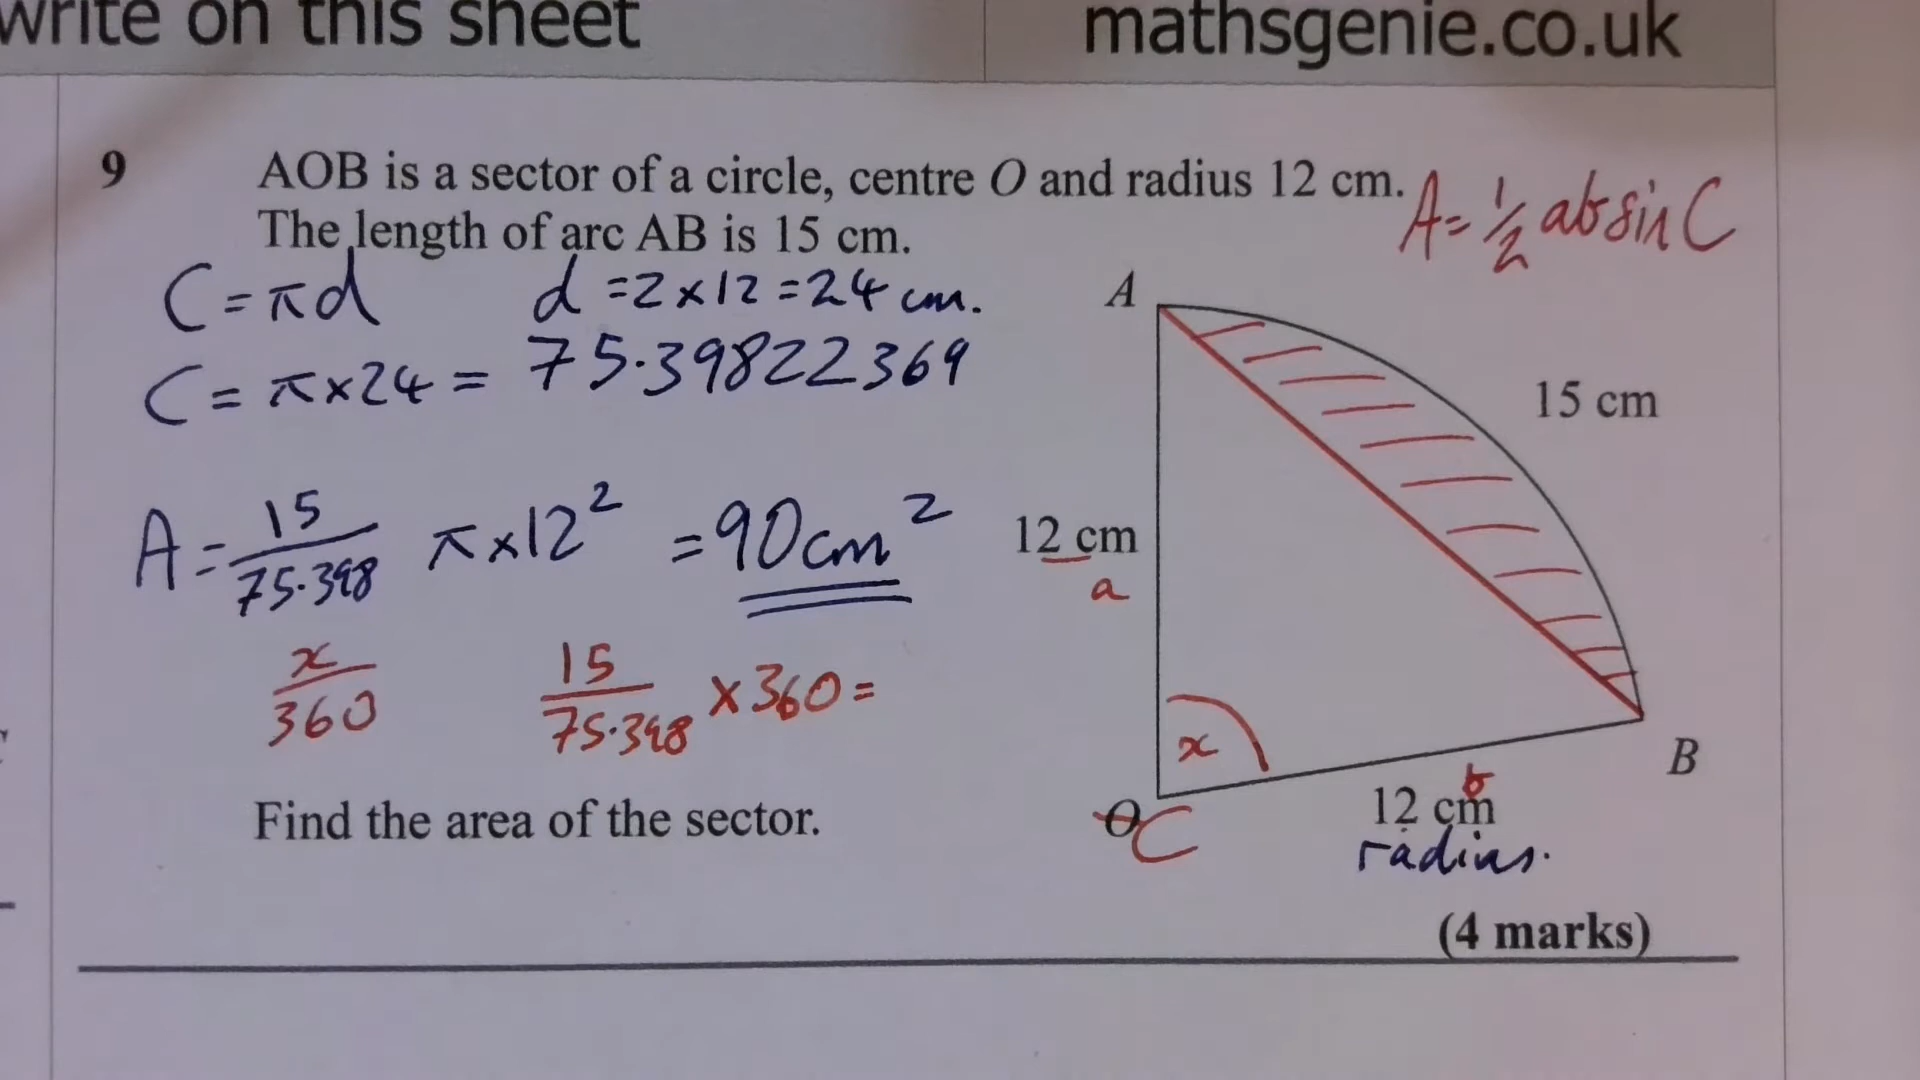 write on this sheet
mathsgenie.co.uk
9
AOB is a sector of a circle, centre O and radius 12 cm.
The length of arc AB is 15 cm.
A = ½ ab sin C
C = πd d = 2 × 12 = 24 cm.
C = π × 24 = 75.39822369
A = 15/75.398 π × 12² = 90cm²
x/360 15/75.398 × 360 =
Find the area of the sector.
A
15 cm
12 cm
a
x
B
O C
b
12 cm
radius.
(4 marks)